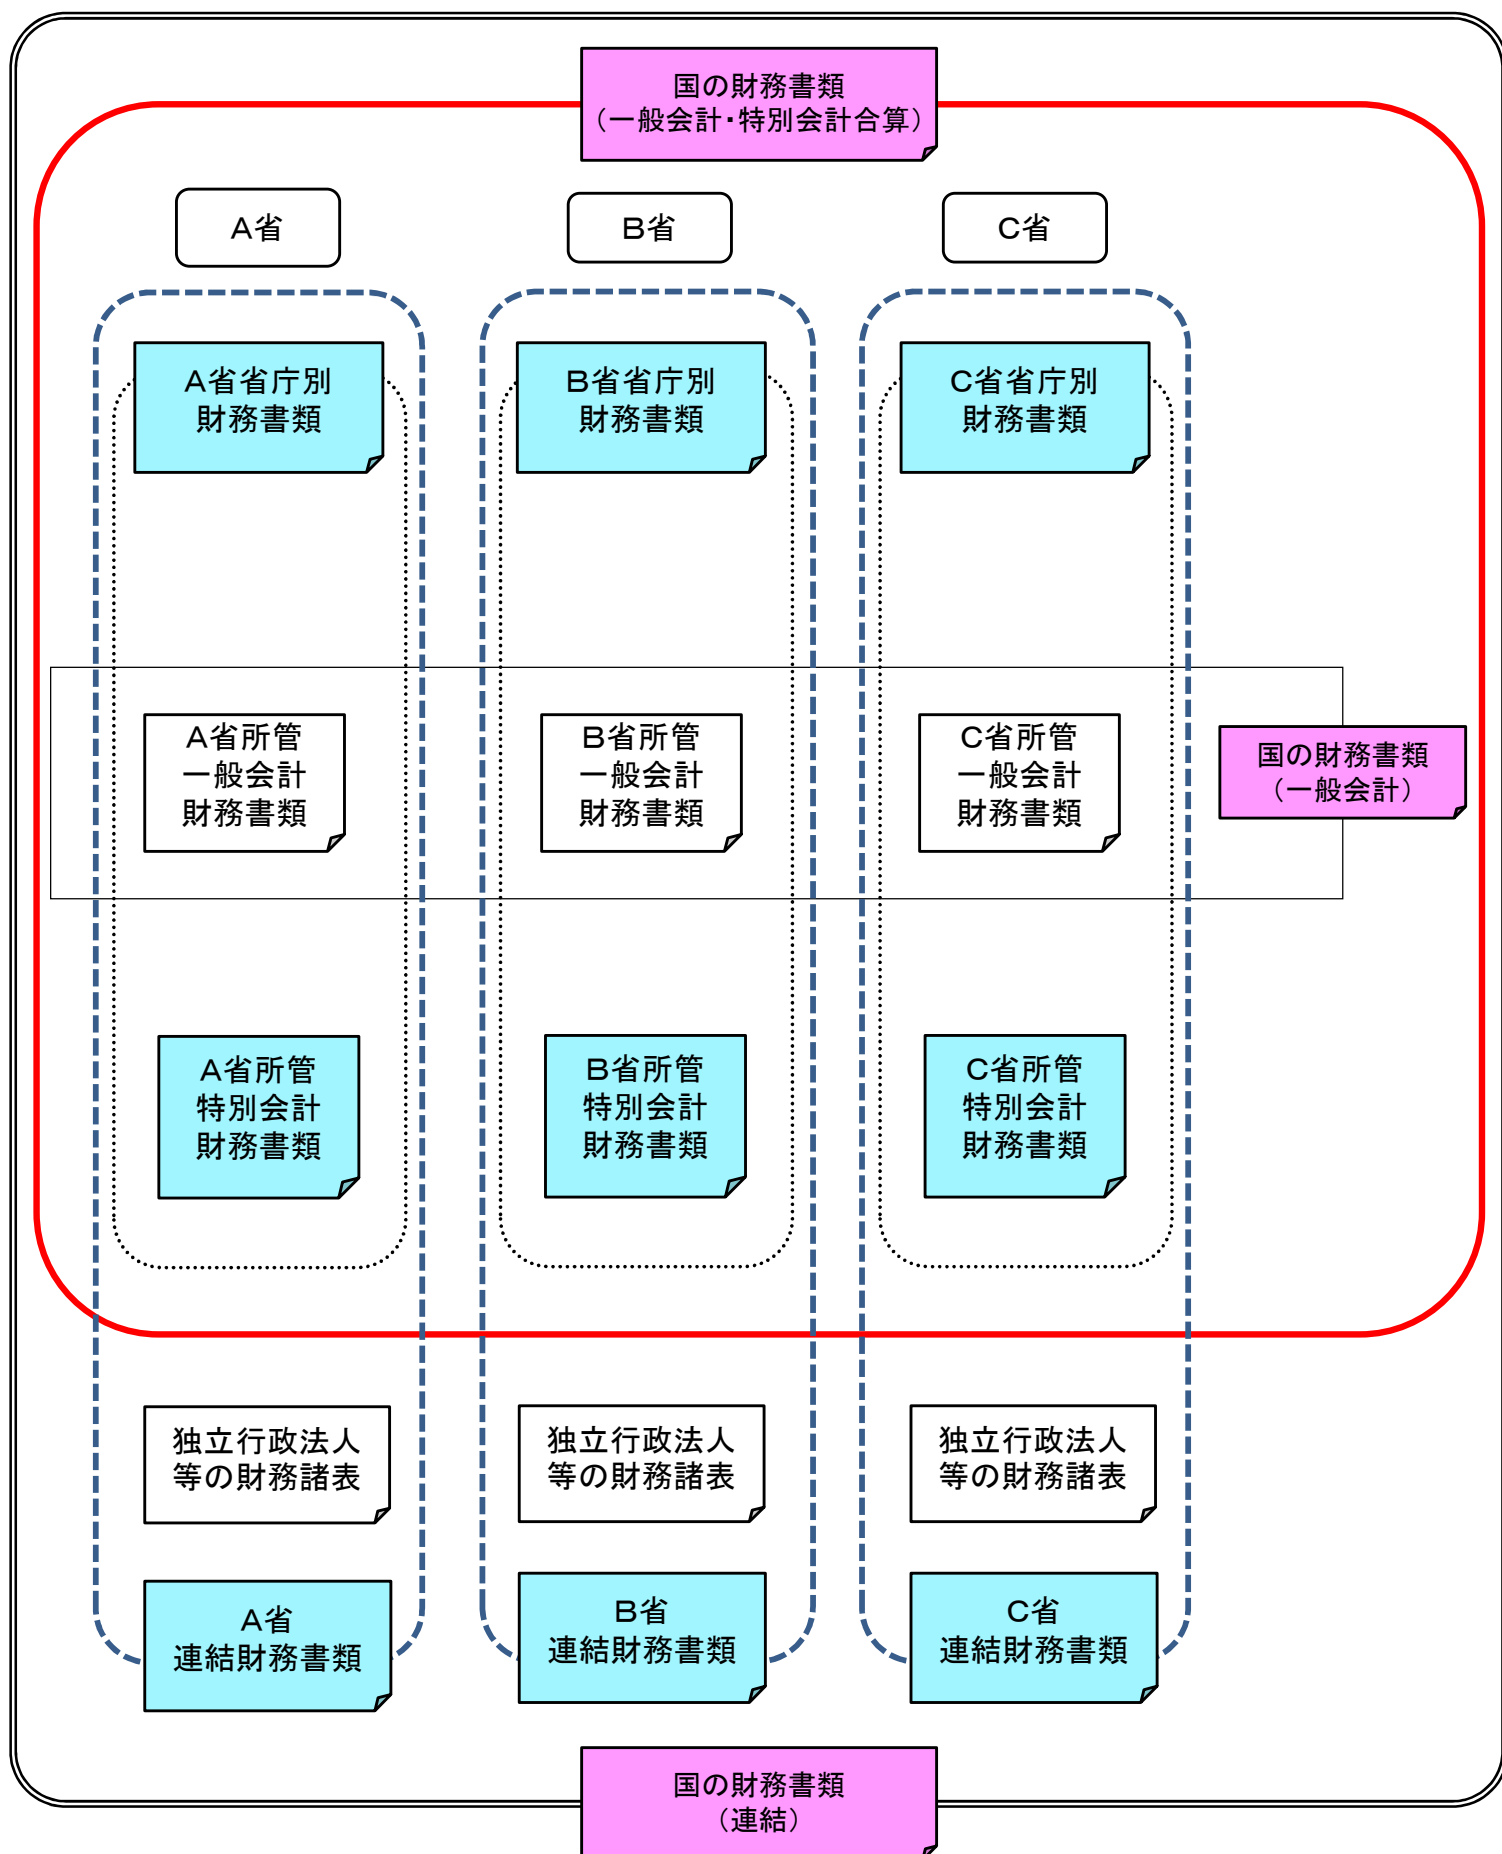 国の財務書類
（一般会計・特別会計合算）
A省
B省
C省
A省省庁別
財務書類
B省省庁別
財務書類
C省省庁別
財務書類
A省所管
一般会計
財務書類
B省所管
一般会計
財務書類
C省所管
一般会計
財務書類
国の財務書類
（一般会計）
A省所管
特別会計
財務書類
B省所管
特別会計
財務書類
C省所管
特別会計
財務書類
独立行政法人
等の財務諸表
独立行政法人
等の財務諸表
独立行政法人
等の財務諸表
A省
連結財務書類
B省
連結財務書類
C省
連結財務書類
国の財務書類
（連結）